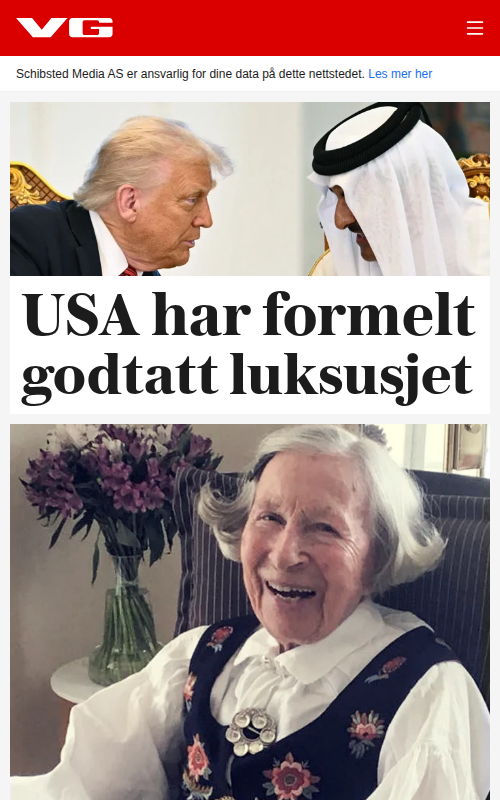 VG
Schibsted Media AS er ansvarlig for dine data på dette nettstedet. Les mer her
USA har formelt
godtatt luksusjet